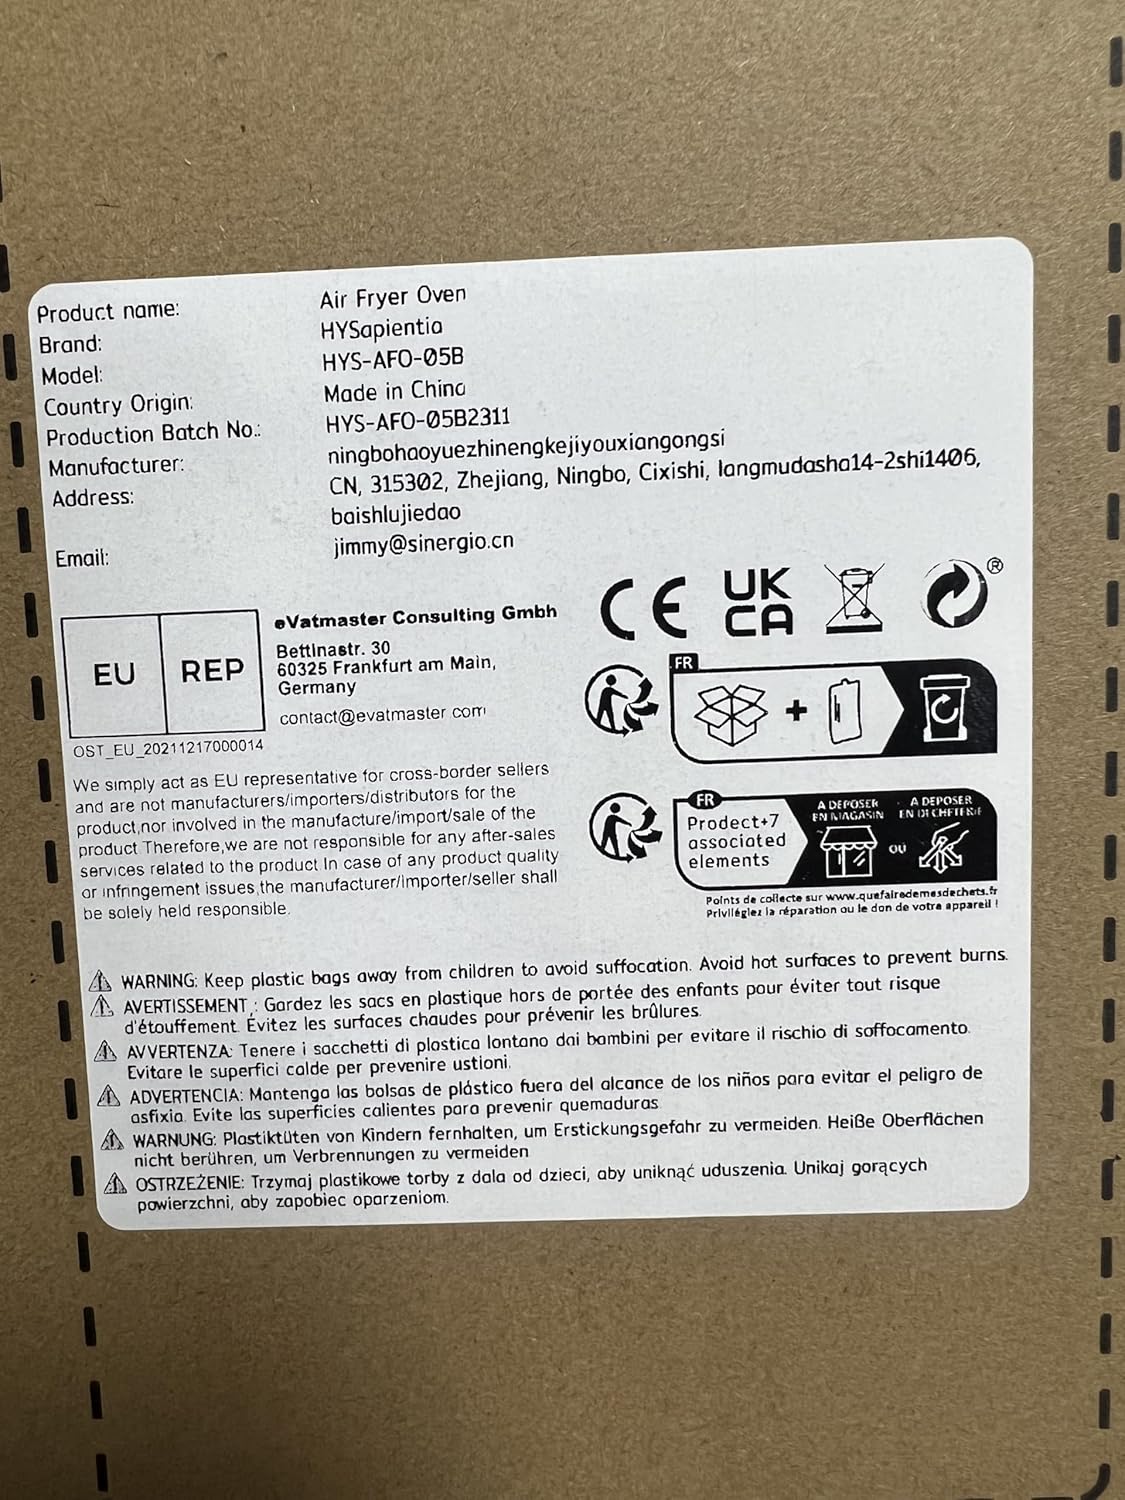 Product name: Air Fryer Oven
Brand: HYSapientia
Model: HYS-AFO-05B
Country Origin: Made in China
Production Batch No.: HYS-AFO-05B2311
Manufacturer: ningbohaoyuezhinengkejiyouxiangongsi
Address: CN, 315302, Zhejiang, Ningbo, Cixishi, langmudasha14-2shi1406,
baishlujiedao
Email: jimmy@sinergio.cn
EU REP
eVatmaster Consulting Gmbh
Bettinastr. 30
60325 Frankfurt am Main,
Germany
contact@evatmaster com
OST_EU_20211217000014
We simply act as EU representative for cross-border sellers
and are not manufacturers/importers/distributors for the
product,nor involved in the manufacture/import/sale of the
product Therefore,we are not responsible for any after-sales
services related to the product In case of any product quality
or infringement issues,the manufacturer/importer/seller shall
be solely held responsible.
CE
UK
CA
®
FR
+
FR
Prodect+7
associated
elements
A DEPOSER
EN MAGASIN
OU
A DEPOSER
EN DECHETERIE
Points de collecte sur www.quefairedemesdechets.fr
Privilégiez la réparation ou le don de votre appareil !
WARNING: Keep plastic bags away from children to avoid suffocation. Avoid hot surfaces to prevent burns.
AVERTISSEMENT : Gardez les sacs en plastique hors de portée des enfants pour éviter tout risque
d'étouffement. Évitez les surfaces chaudes pour prévenir les brûlures.
AVVERTENZA: Tenere i sacchetti di plastica lontano dai bambini per evitare il rischio di soffocamento.
Evitare le superfici calde per prevenire ustioni.
ADVERTENCIA: Mantenga las bolsas de plástico fuera del alcance de los niños para evitar el peligro de
asfixia. Evite las superficies calientes para prevenir quemaduras.
WARNUNG: Plastiktüten von Kindern fernhalten, um Erstickungsgefahr zu vermeiden. Heiße Oberflächen
nicht berühren, um Verbrennungen zu vermeiden
OSTRZEŻENIE: Trzymaj plastikowe torby z dala od dzieci, aby uniknąć uduszenia. Unikaj gorących
powierzchni, aby zapobiec oparzeniom.